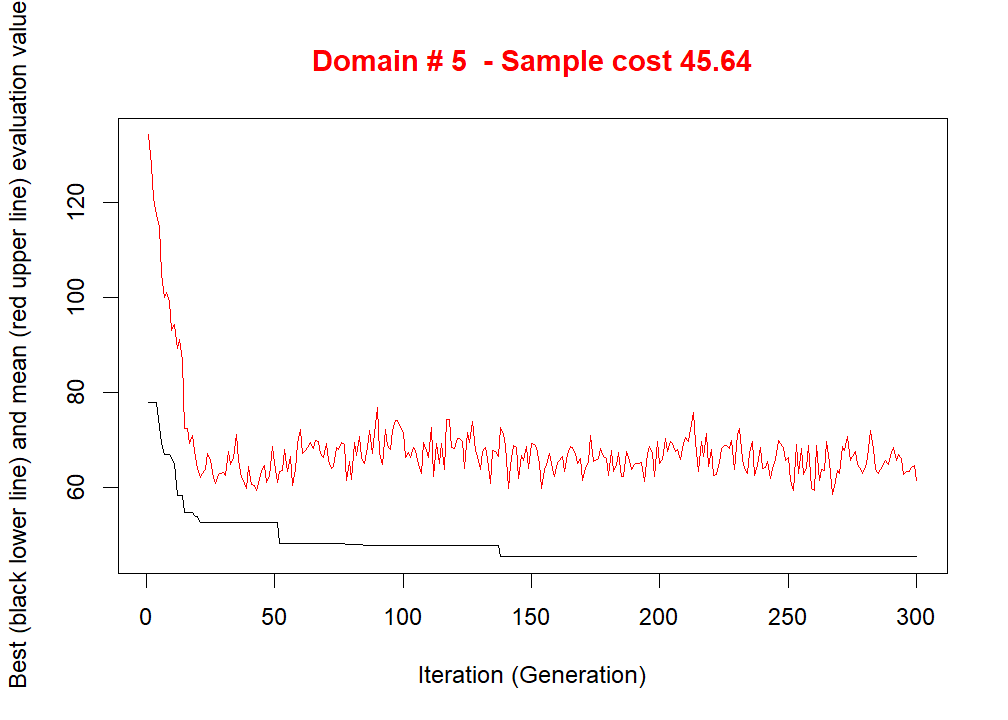 Domain # 5  - Sample cost 45.64
Best (black lower line) and mean (red upper line) evaluation value
120
100
80
60
0 50 100 150 200 250 300
Iteration (Generation)